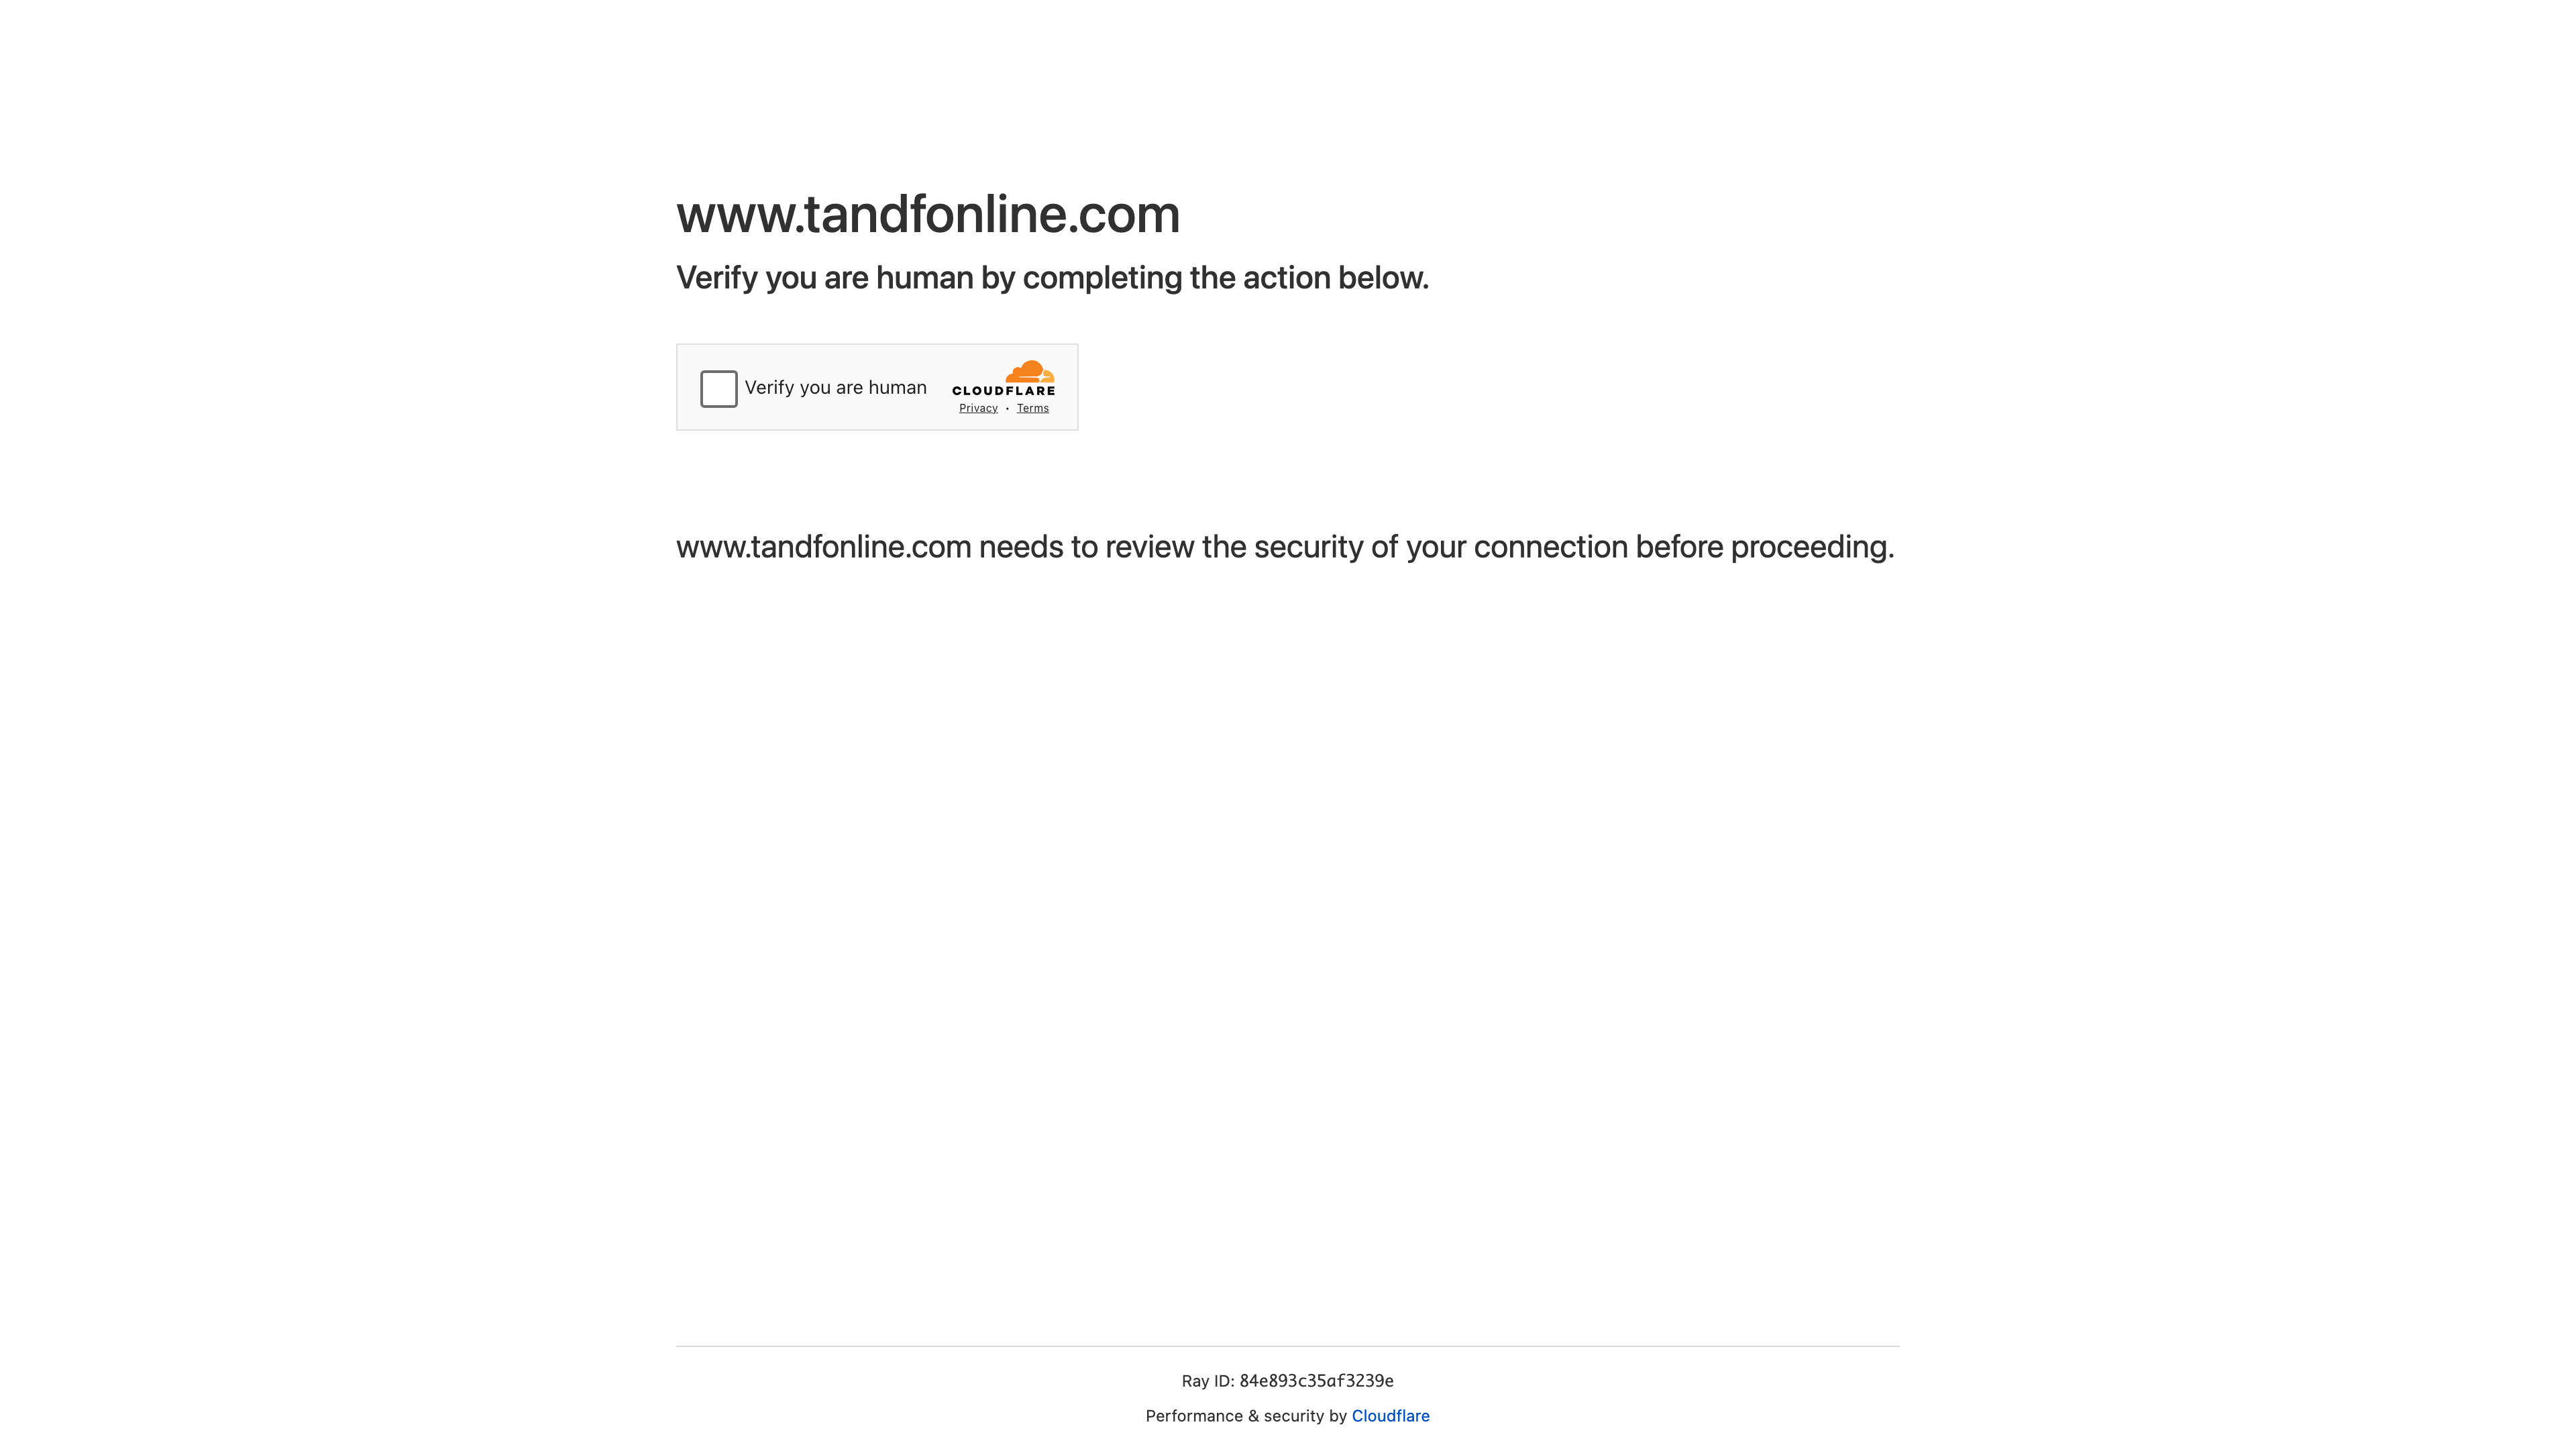 www.tandfonline.com
Verify you are human by completing the action below.
Verify you are human
CLOUDFLARE
Privacy • Terms
www.tandfonline.com needs to review the security of your connection before proceeding.
Ray ID: 84e893c35af3239e
Performance & security by Cloudflare